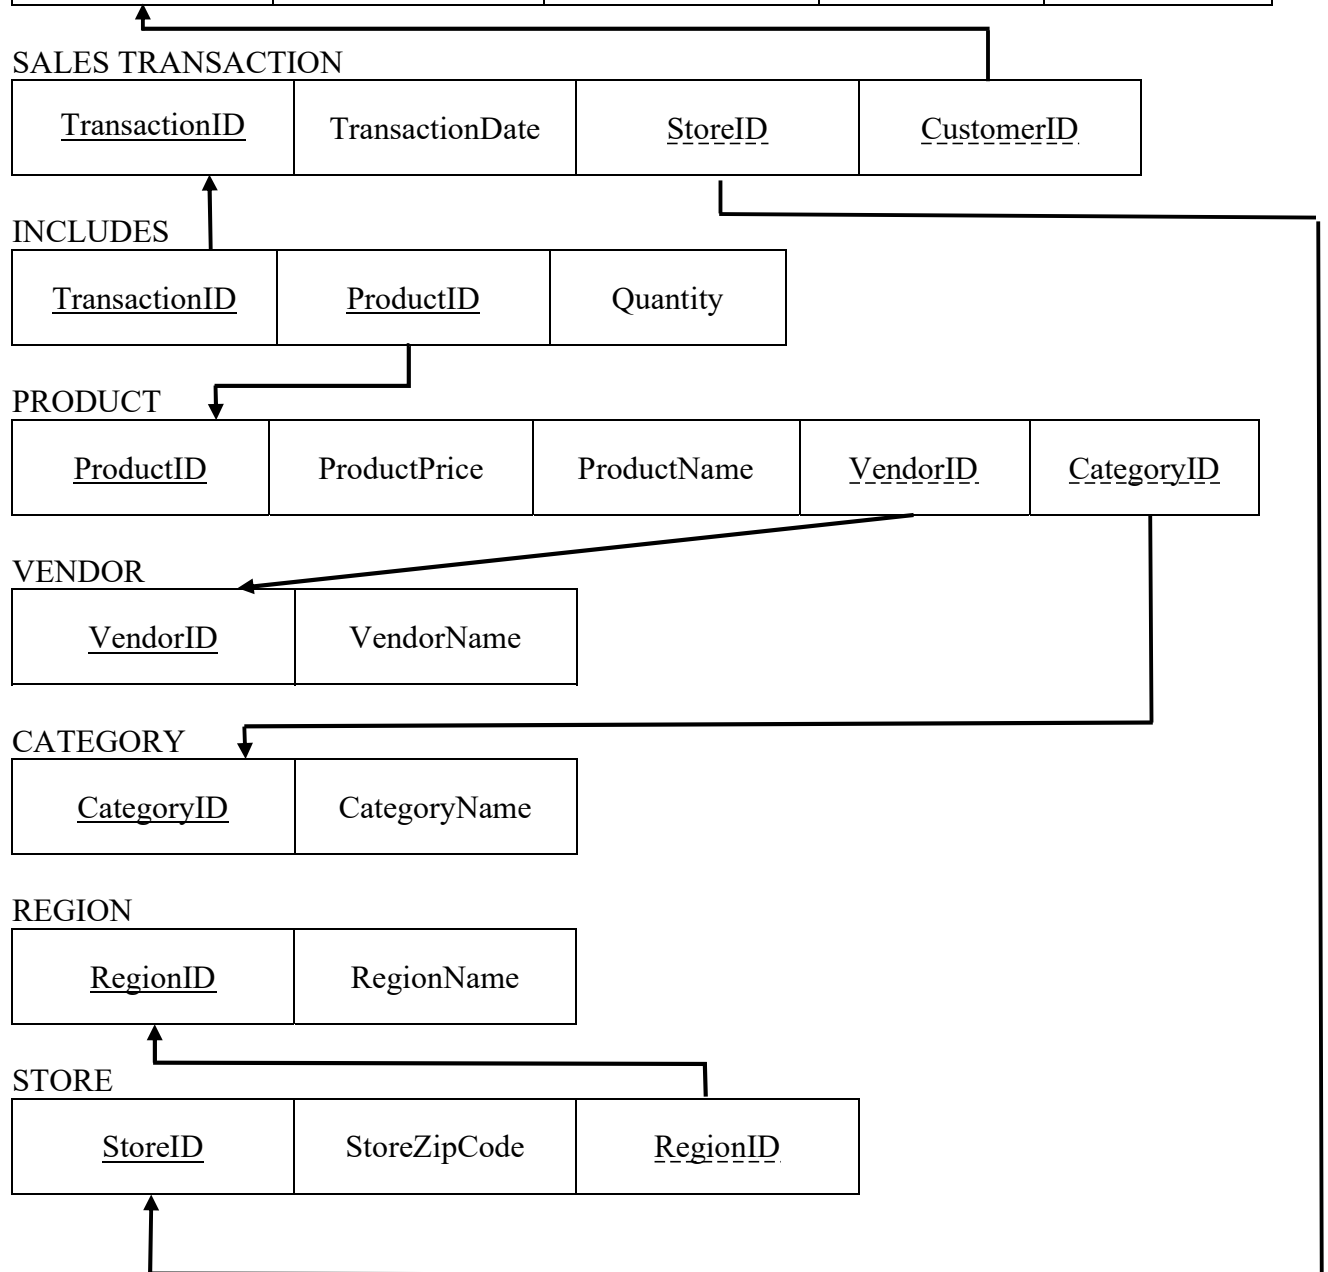 SALES TRANSACTION
TransactionID TransactionDate StoreID CustomerID
INCLUDES
TransactionID ProductID Quantity
PRODUCT
ProductID ProductPrice ProductName VendorID CategoryID
VENDOR
VendorID VendorName
CATEGORY
CategoryID CategoryName
REGION
RegionID RegionName
STORE
StoreID StoreZipCode RegionID